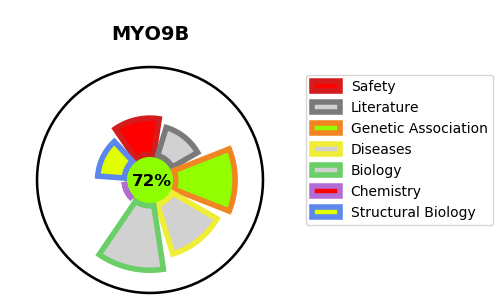 MYO9B
72%
Safety
Literature
Genetic Association
Diseases
Biology
Chemistry
Structural Biology